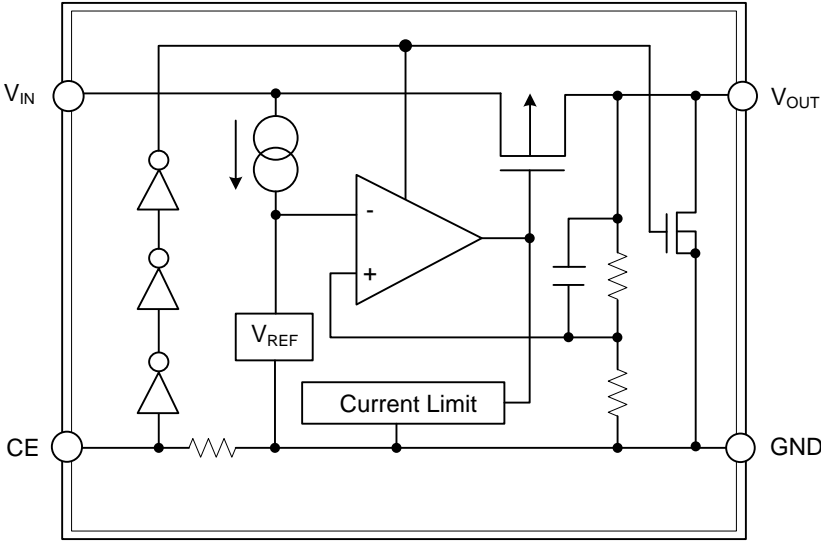 V_IN
V_OUT
-
+
V_REF
Current Limit
CE
GND